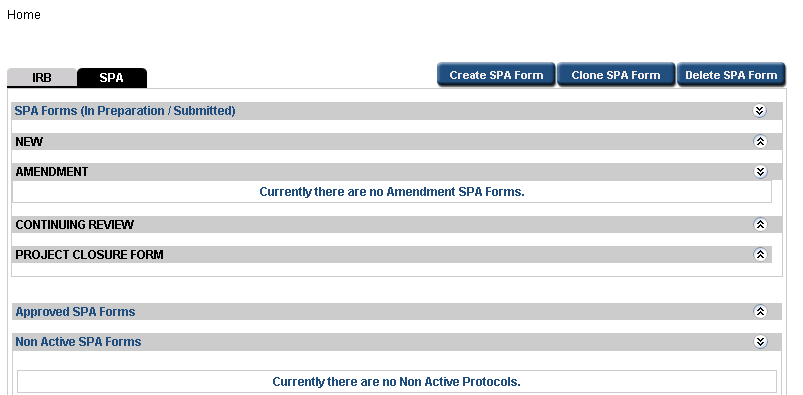 Home
IRB SPA Create SPA Form Clone SPA Form Delete SPA Form
SPA Forms (In Preparation / Submitted)
NEW
AMENDMENT
Currently there are no Amendment SPA Forms.
CONTINUING REVIEW
PROJECT CLOSURE FORM
Approved SPA Forms
Non Active SPA Forms
Currently there are no Non Active Protocols.